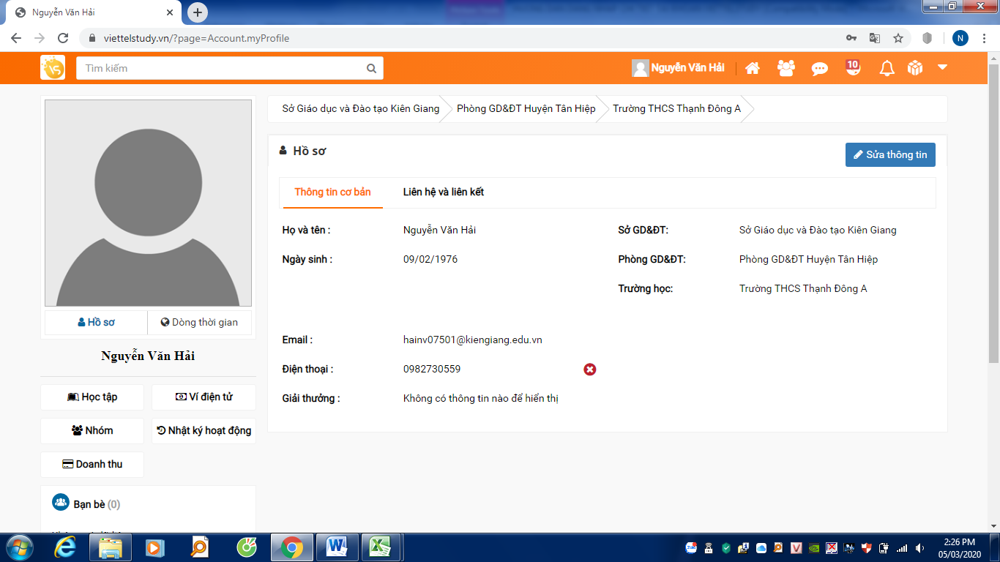 Nguyễn Văn Hải
viettelstudy.vn/?page=Account.myProfile
N
Tìm kiếm
Nguyễn Văn Hải
10
Sở Giáo dục và Đào tạo Kiên Giang
Phòng GD&ĐT Huyện Tân Hiệp
Trường THCS Thạnh Đông A
Hồ sơ
Sửa thông tin
Thông tin cơ bản
Liên hệ và liên kết
Họ và tên :
Nguyễn Văn Hải
Sở GD&ĐT:
Sở Giáo dục và Đào tạo Kiên Giang
Ngày sinh :
09/02/1976
Phòng GD&ĐT:
Phòng GD&ĐT Huyện Tân Hiệp
Trường học:
Trường THCS Thạnh Đông A
Email :
hainv07501@kiengiang.edu.vn
Điện thoại :
0982730559
Giải thưởng :
Không có thông tin nào để hiển thị
Hồ sơ
Dòng thời gian
Nguyễn Văn Hải
Học tập
Ví điện tử
Nhóm
Nhật ký hoạt động
Doanh thu
Bạn bè (0)
2:26 PM
05/03/2020